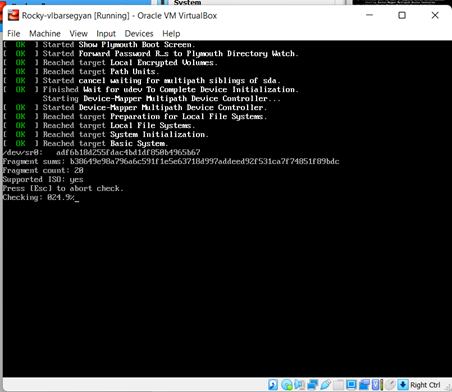 System
Rocky-vlbarsegyan [Running] - Oracle VM VirtualBox
File Machine View Input Devices Help
[ OK ] Started Show Plymouth Boot Screen.
[ OK ] Started Forward Password R…s to Plymouth Directory Watch.
[ OK ] Reached target Local Encrypted Volumes.
[ OK ] Reached target Path Units.
[ OK ] Started cancel waiting for multipath siblings of sda.
[ OK ] Finished Wait for udev To Complete Device Initialization.
Starting Device-Mapper Multipath Device Controller...
[ OK ] Started Device-Mapper Multipath Device Controller.
[ OK ] Reached target Preparation for Local File Systems.
[ OK ] Reached target Local File Systems.
[ OK ] Reached target System Initialization.
[ OK ] Reached target Basic System.
/dev/sr0: adf6b18d255fdac4bd1df850b4965b67
Fragment sums: b38649e98a796a6c591f1e5e63718d997addeed92f531ca7f74851f89bdc
Fragment count: 20
Supported ISO: yes
Press [Esc] to abort check.
Checking: 024.9%_
Right Ctrl